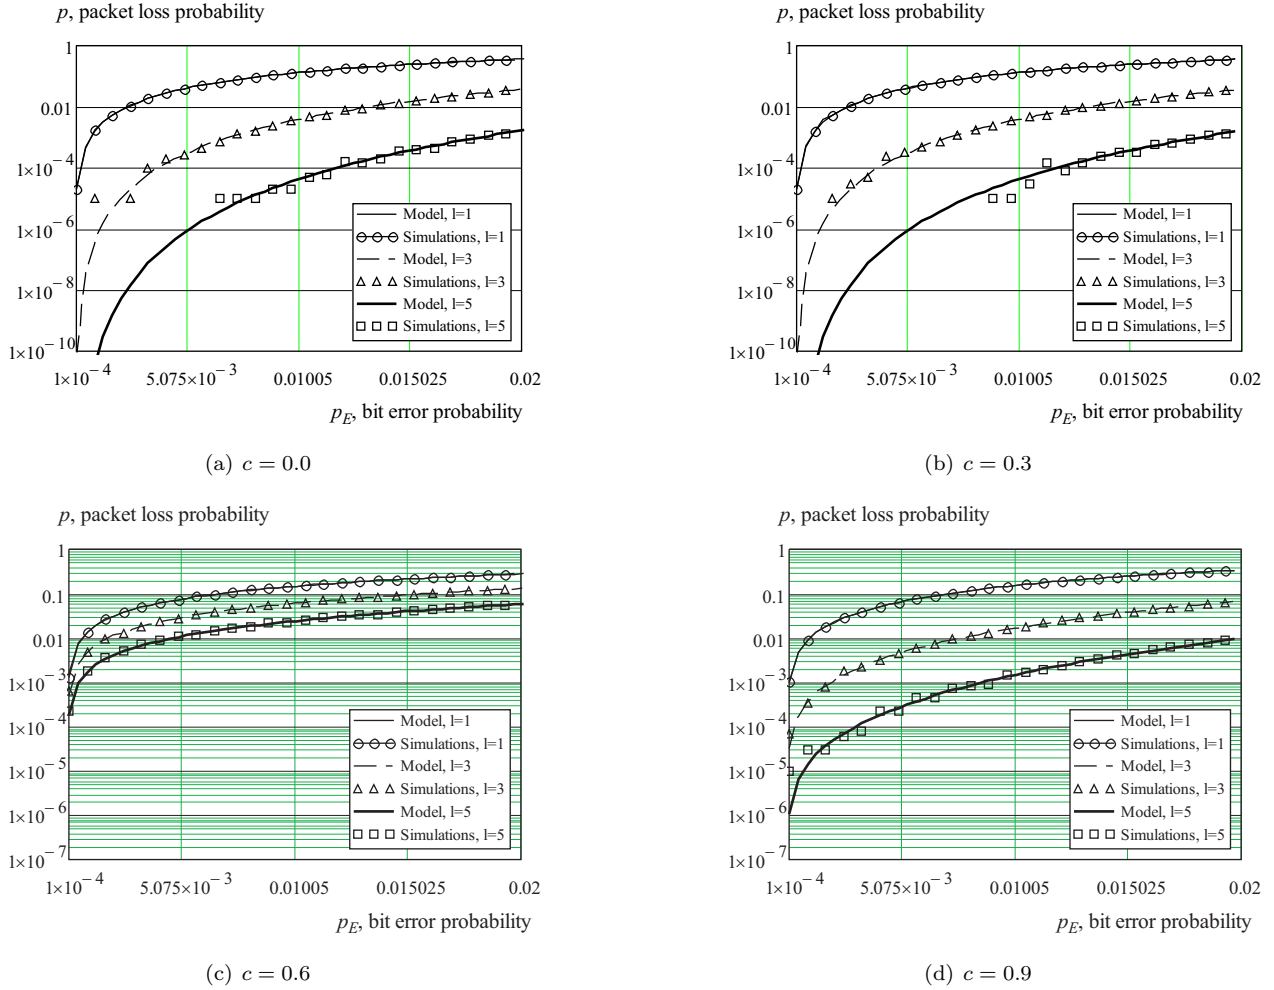 p, packet loss probability
1
0.01
1×10⁻⁴
1×10⁻⁶
1×10⁻⁸
1×10⁻¹⁰
Model, l=1
Simulations, l=1
Model, l=3
Simulations, l=3
Model, l=5
Simulations, l=5
1×10⁻⁴ 5.075×10⁻³ 0.01005 0.015025 0.02
p_E, bit error probability
(a) c = 0.0
p, packet loss probability
1
0.01
1×10⁻⁴
1×10⁻⁶
1×10⁻⁸
1×10⁻¹⁰
Model, l=1
Simulations, l=1
Model, l=3
Simulations, l=3
Model, l=5
Simulations, l=5
1×10⁻⁴ 5.075×10⁻³ 0.01005 0.015025 0.02
p_E, bit error probability
(b) c = 0.3
p, packet loss probability
1
0.1
0.01
1×10⁻³
1×10⁻⁴
1×10⁻⁵
1×10⁻⁶
1×10⁻⁷
Model, l=1
Simulations, l=1
Model, l=3
Simulations, l=3
Model, l=5
Simulations, l=5
1×10⁻⁴ 5.075×10⁻³ 0.01005 0.015025 0.02
p_E, bit error probability
(c) c = 0.6
p, packet loss probability
1
0.1
0.01
1×10⁻³
1×10⁻⁴
1×10⁻⁵
1×10⁻⁶
1×10⁻⁷
Model, l=1
Simulations, l=1
Model, l=3
Simulations, l=3
Model, l=5
Simulations, l=5
1×10⁻⁴ 5.075×10⁻³ 0.01005 0.015025 0.02
p_E, bit error probability
(d) c = 0.9